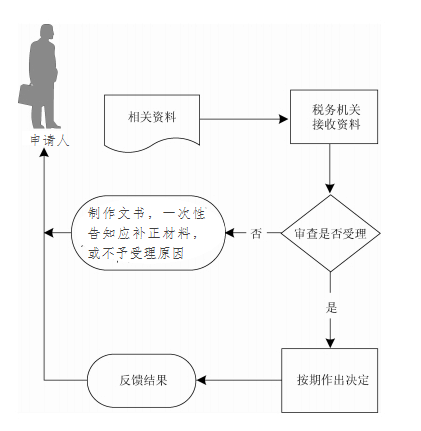 申请人
相关资料
税务机关
接收资料
制作文书，一次性
告知应补正材料，
或不予受理原因
否
审查是否受理
是
反馈结果
按期作出决定